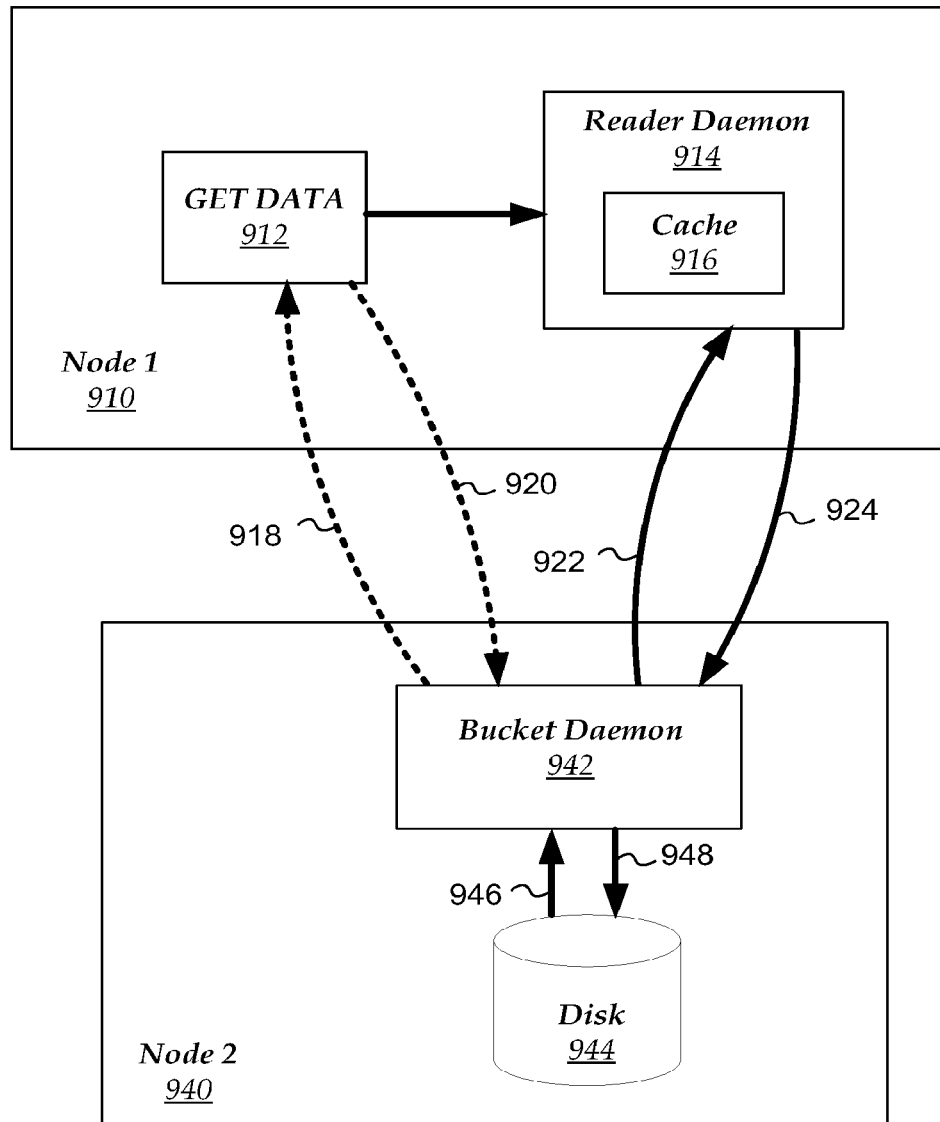 Reader Daemon
914
GET DATA
912
Cache
916
Node 1
910
920
918
922
924
Bucket Daemon
942
948
946
Disk
944
Node 2
940